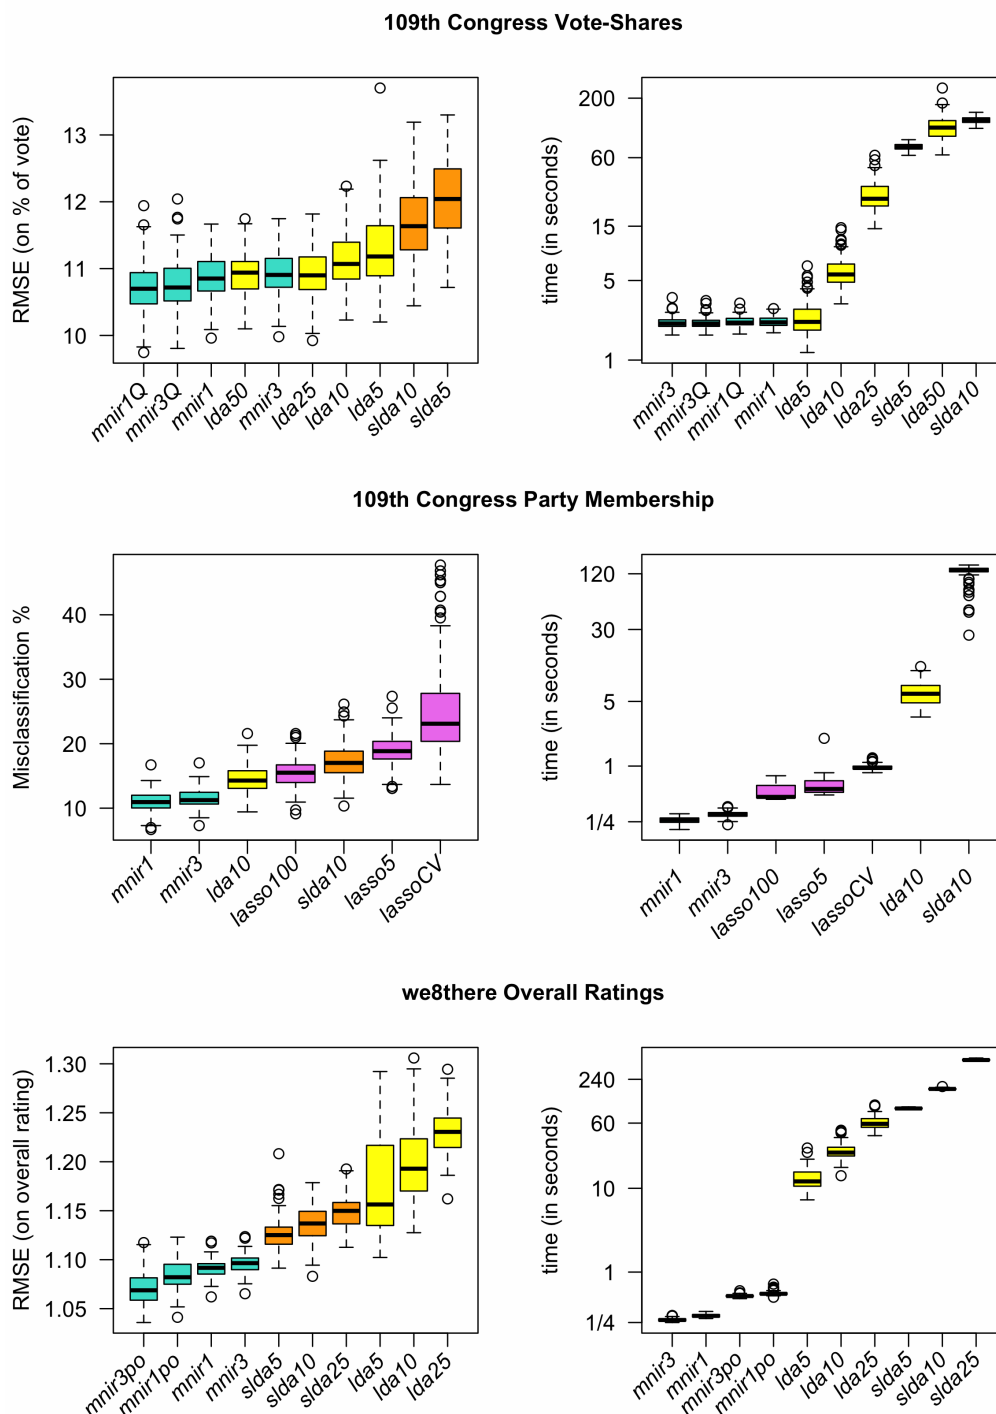 109th Congress Vote-Shares
RMSE (on % of vote)
13
12
11
10
mnir1Q
mnir3Q
mnir1
lda50
mnir3
lda25
lda10
lda5
slda10
slda5
time (in seconds)
200
60
15
5
1
mnir3
mnir3Q
mnir1Q
mnir1
lda5
lda10
lda25
slda5
lda50
slda10
109th Congress Party Membership
Misclassification %
40
30
20
10
mnir1
mnir3
lda10
lasso100
slda10
lasso5
lassoCV
time (in seconds)
120
30
5
1
1/4
mnir1
mnir3
lasso100
lasso5
lassoCV
lda10
slda10
we8there Overall Ratings
RMSE (on overall rating)
1.30
1.25
1.20
1.15
1.10
1.05
mnir3po
mnir1po
mnir1
mnir3
slda5
slda10
slda25
lda5
lda10
lda25
time (in seconds)
240
60
10
1
1/4
mnir3
mnir1
mnir3po
mnir1po
lda5
lda10
lda25
slda5
slda10
slda25